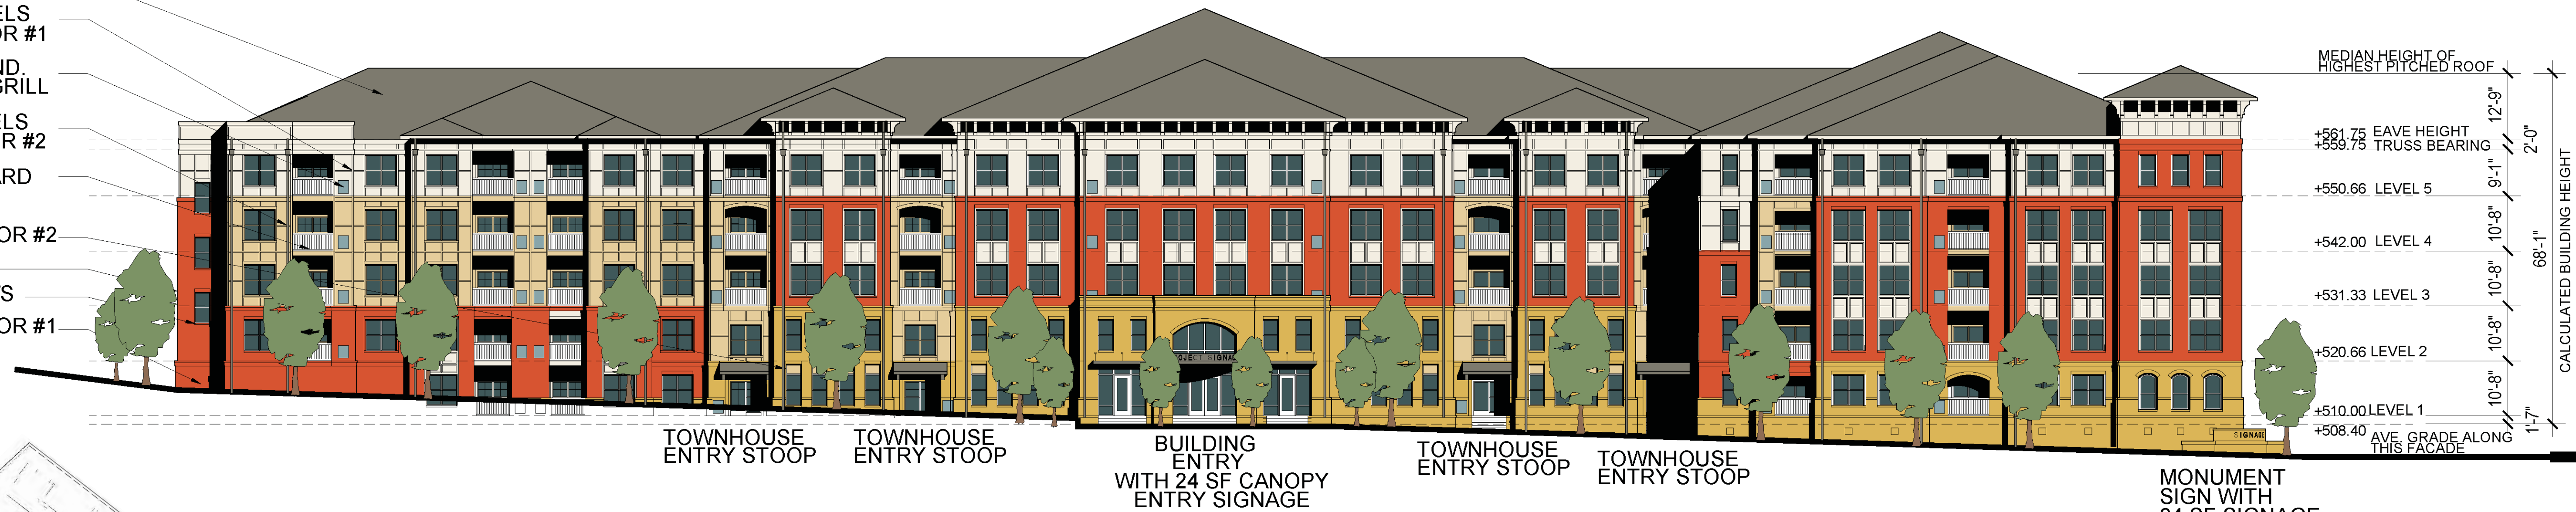 ELS
OR #1
ND.
GRILL
ELS
R #2
ARD
OR #2
WS
OR #1
TOWNHOUSE
ENTRY STOOP
TOWNHOUSE
ENTRY STOOP
BUILDING
ENTRY
WITH 24 SF CANOPY
ENTRY SIGNAGE
TOWNHOUSE
ENTRY STOOP
TOWNHOUSE
ENTRY STOOP
MONUMENT
SIGN WITH
SIGNAGE
OJECT SIGNA
MEDIAN HEIGHT OF
HIGHEST PITCHED ROOF
+561.75 EAVE HEIGHT
+559.75 TRUSS BEARING
+550.66 LEVEL 5
+542.00 LEVEL 4
+531.33 LEVEL 3
+520.66 LEVEL 2
+510.00 LEVEL 1
+508.40 AVE. GRADE ALONG
THIS FACADE
12'-9"
2'-0"
9'-1"
10'-8"
10'-8"
10'-8"
10'-8"
1'-7"
68'-1"
CALCULATED BUILDING HEIGHT
SIGNAGE